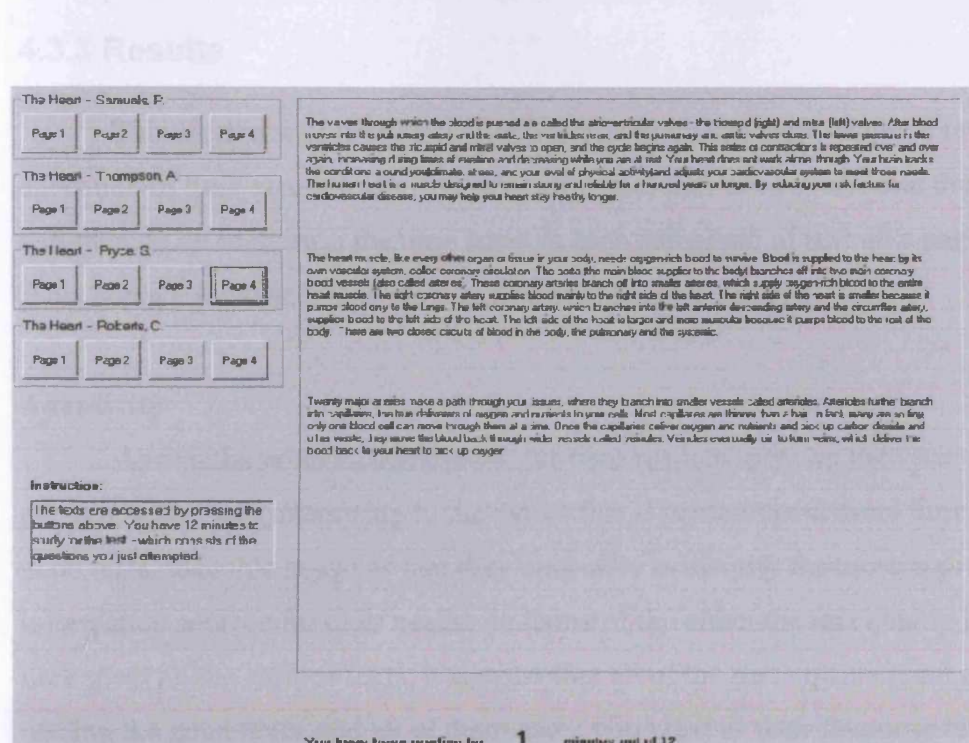 4.3.3 Results
The Heart - Samuels, P.
Page 1 Page 2 Page 3 Page 4
The Heart - Thompson, A.
Page 1 Page 2 Page 3 Page 4
The Heart - Pryce, G.
Page 1 Page 2 Page 3 Page 4
The Heart - Roberts, C.
Page 1 Page 2 Page 3 Page 4
Instruction:
The texts are accessed by pressing the
buttons above. You have 12 minutes to
study for the test - which consists of the
questions you just attempted.
The valves through which the blood is pushed are called the atrioventricular valves - the tricuspid (right) and mitral (left) valves. After blood
moves into the pulmonary artery and the aorta, the ventricles relax, and the pulmonary and aortic valves close. The lower pressure in the
ventricles causes the tricuspid and mitral valves to open, and the cycle begins again. This series of contractions is repeated over and over
again, increasing during times of exertion and decreasing while you are at rest. Your heart does not work alone, though. Your brain tracks
the conditions around you climate, stress, and your level of physical activity and adjusts your cardiovascular system to meet those needs.
The human heart is a muscle designed to remain strong and reliable for a hundred years or longer. By reducing your risk factors for
cardiovascular disease, you may help your heart stay healthy longer.
The heart muscle, like every other organ or tissue in your body, needs oxygen-rich blood to survive. Blood is supplied to the heart by its
own vascular system, called coronary circulation. The aorta (the main blood supplier to the body) branches off into two main coronary
blood vessels (also called arteries). These coronary arteries branch off into smaller arteries, which supply oxygen-rich blood to the entire
heart muscle. The right coronary artery supplies blood mainly to the right side of the heart. The right side of the heart is smaller because it
pumps blood only to the lungs. The left coronary artery, which branches into the left anterior descending artery and the circumflex artery,
supplies blood to the left side of the heart. The left side of the heart is larger and more muscular because it pumps blood to the rest of the
body. There are two closed circuits of blood in the body, the pulmonary and the systemic.
Twenty major arteries make a path through your tissues, where they branch into smaller vessels called arterioles. Arterioles further branch
into capillaries, the true deliverers of oxygen and nutrients to your cells. Most capillaries are thinner than a hair. In fact, many are so fine,
only one blood cell can move through them at a time. Once the capillaries deliver oxygen and nutrients and pick up carbon dioxide and
other waste, they move the blood back through wider vessels called venules. Venules eventually join to form veins, which deliver the
blood back to your heart to pick up oxygen
You have been reading for 1 minutes out of 12